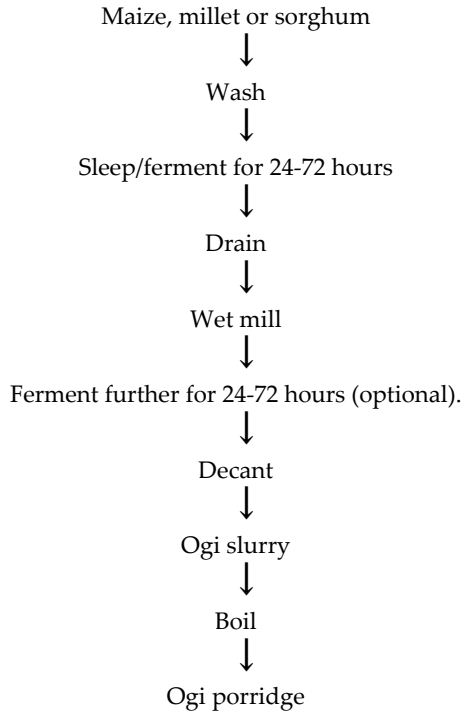 Maize, millet or sorghum
Wash
Sleep/ferment for 24-72 hours
Drain
Wet mill
Ferment further for 24-72 hours (optional).
Decant
Ogi slurry
Boil
Ogi porridge